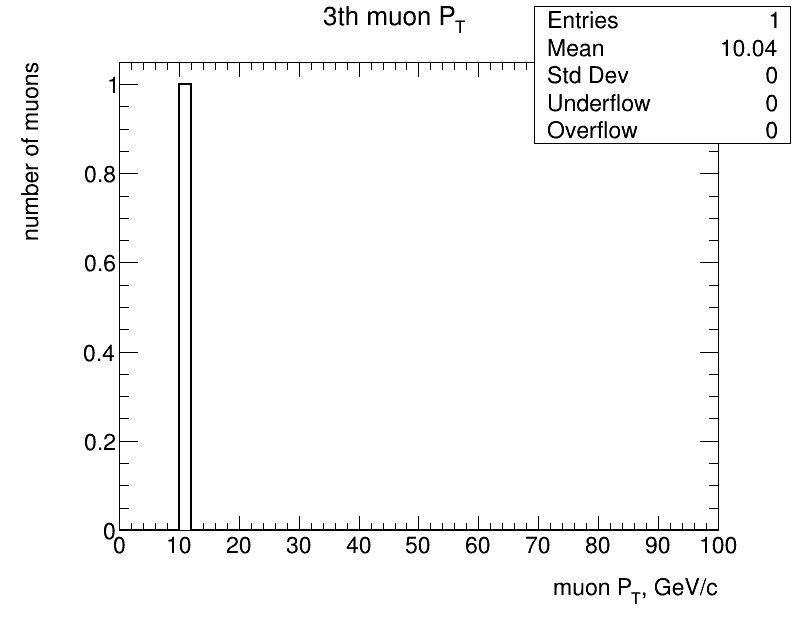 3th muon PT
Entries 1
Mean 10.04
Std Dev 0
Underflow 0
Overflow 0
number of muons
1
0.8
0.6
0.4
0.2
0
0 10 20 30 40 50 60 70 80 90 100
muon PT, GeV/c